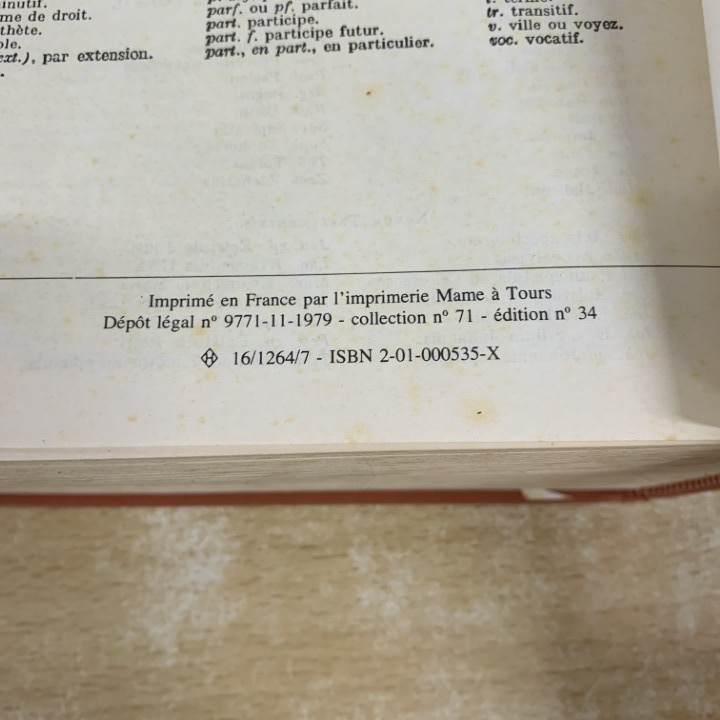 inutif.
me de droit.
thète.
ole.
ext.), par extension.
parf. ou pf. parfait.
part. participe.
part. f. participe futur.
part., en part., en particulier.
tr. transitif.
v. ville ou voyez.
voc. vocatif.
Imprimé en France par l'imprimerie Mame à Tours
Dépôt légal nº 9771-11-1979 - collection nº 71 - édition nº 34
16/1264/7 - ISBN 2-01-000535-X